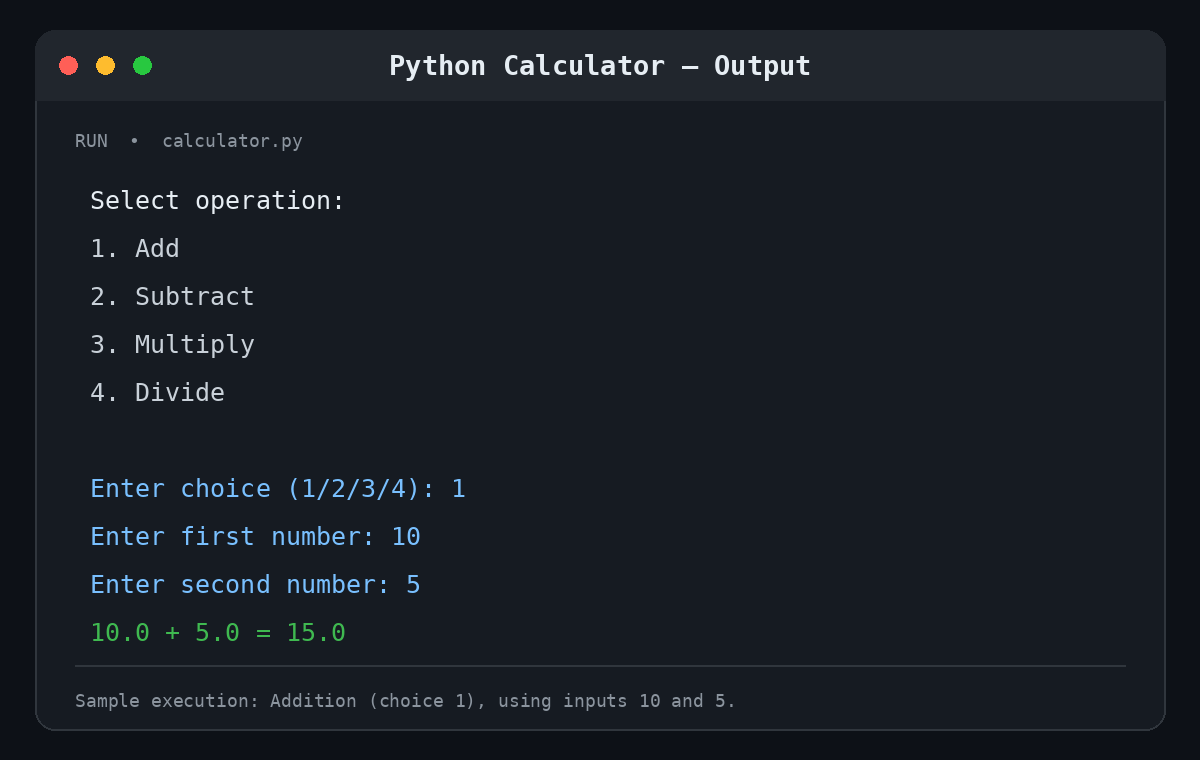 Python Calculator — Output
RUN • calculator.py
Select operation:
1. Add
2. Subtract
3. Multiply
4. Divide
Enter choice (1/2/3/4): 1
Enter first number: 10
Enter second number: 5
10.0 + 5.0 = 15.0
Sample execution: Addition (choice 1), using inputs 10 and 5.